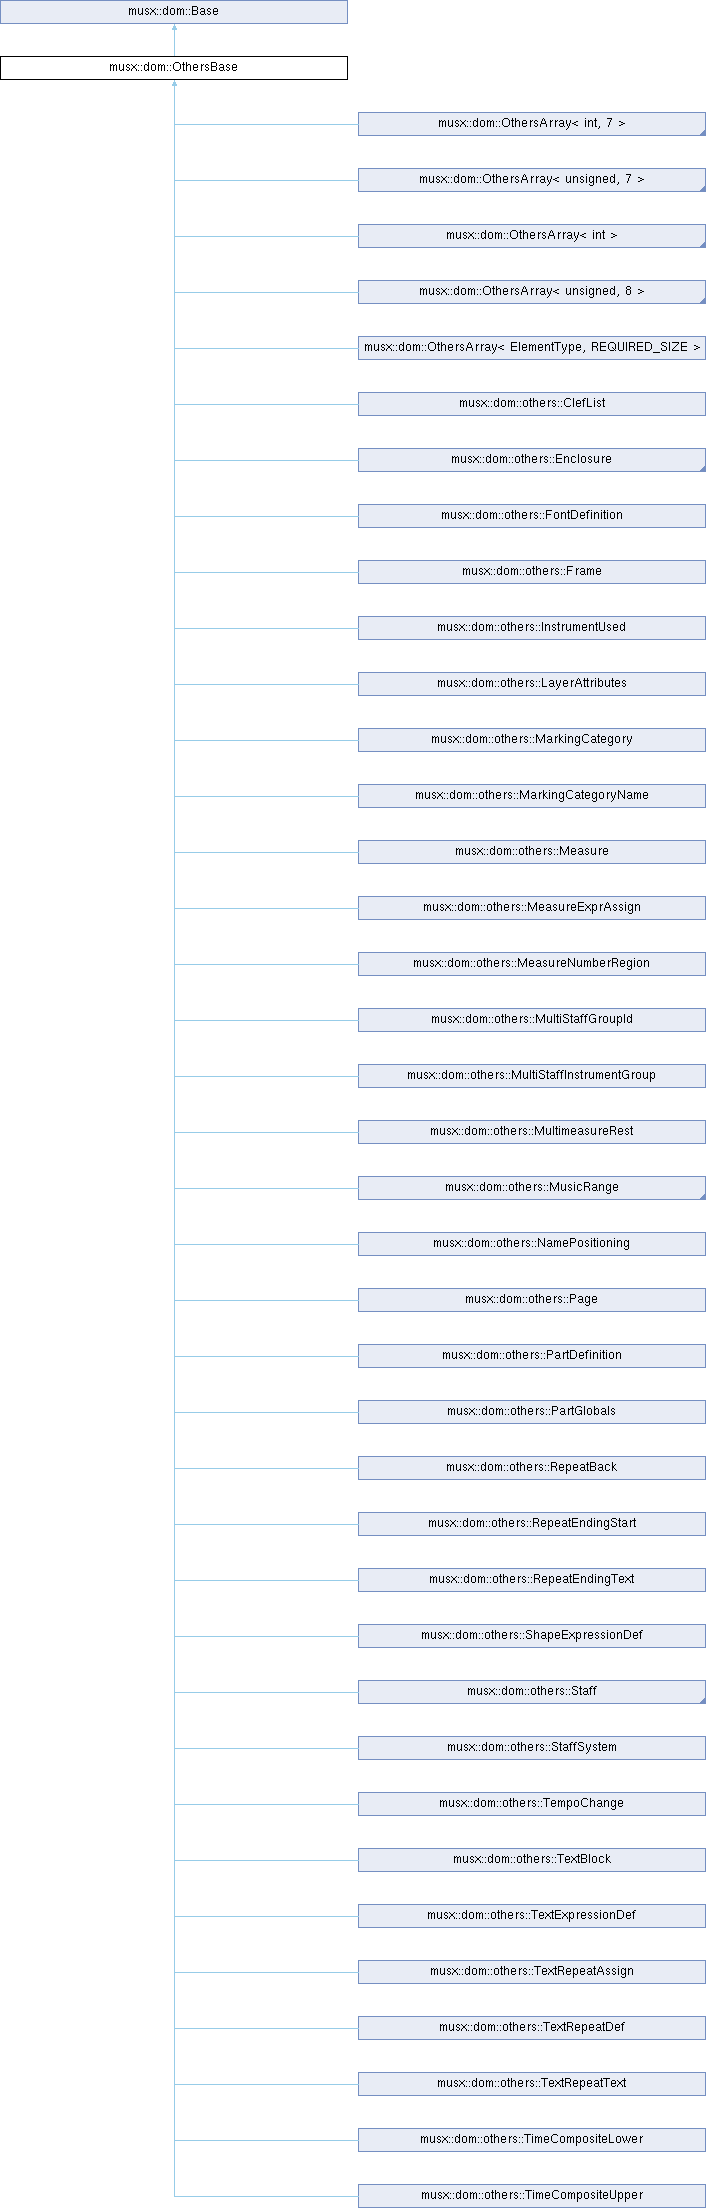 musx::dom::Base
musx::dom::OthersBase
musx::dom::OthersArray< int, 7 >
musx::dom::OthersArray< unsigned, 7 >
musx::dom::OthersArray< int >
musx::dom::OthersArray< unsigned, 8 >
musx::dom::OthersArray< ElementType, REQUIRED_SIZE >
musx::dom::others::ClefList
musx::dom::others::Enclosure
musx::dom::others::FontDefinition
musx::dom::others::Frame
musx::dom::others::InstrumentUsed
musx::dom::others::LayerAttributes
musx::dom::others::MarkingCategory
musx::dom::others::MarkingCategoryName
musx::dom::others::Measure
musx::dom::others::MeasureExprAssign
musx::dom::others::MeasureNumberRegion
musx::dom::others::MultiStaffGroupId
musx::dom::others::MultiStaffInstrumentGroup
musx::dom::others::MultimeasureRest
musx::dom::others::MusicRange
musx::dom::others::NamePositioning
musx::dom::others::Page
musx::dom::others::PartDefinition
musx::dom::others::PartGlobals
musx::dom::others::RepeatBack
musx::dom::others::RepeatEndingStart
musx::dom::others::RepeatEndingText
musx::dom::others::ShapeExpressionDef
musx::dom::others::Staff
musx::dom::others::StaffSystem
musx::dom::others::TempoChange
musx::dom::others::TextBlock
musx::dom::others::TextExpressionDef
musx::dom::others::TextRepeatAssign
musx::dom::others::TextRepeatDef
musx::dom::others::TextRepeatText
musx::dom::others::TimeCompositeLower
musx::dom::others::TimeCompositeUpper